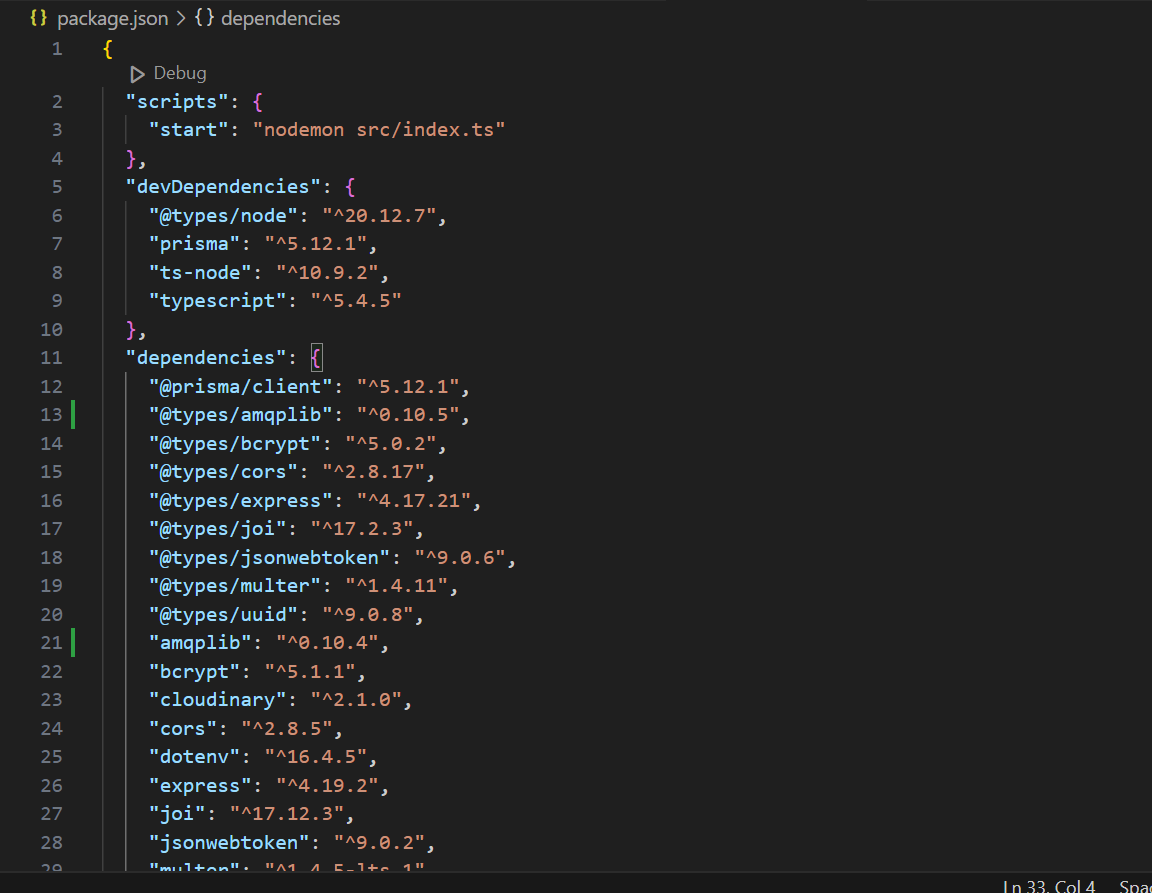 {} package.json > {} dependencies
1 {
Debug
2 "scripts": {
3 "start": "nodemon src/index.ts"
4 },
5 "devDependencies": {
6 "@types/node": "^20.12.7",
7 "prisma": "^5.12.1",
8 "ts-node": "^10.9.2",
9 "typescript": "^5.4.5"
10 },
11 "dependencies": {
12 "@prisma/client": "^5.12.1",
13 "@types/amqplib": "^0.10.5",
14 "@types/bcrypt": "^5.0.2",
15 "@types/cors": "^2.8.17",
16 "@types/express": "^4.17.21",
17 "@types/joi": "^17.2.3",
18 "@types/jsonwebtoken": "^9.0.6",
19 "@types/multer": "^1.4.11",
20 "@types/uuid": "^9.0.8",
21 "amqplib": "^0.10.4",
22 "bcrypt": "^5.1.1",
23 "cloudinary": "^2.1.0",
24 "cors": "^2.8.5",
25 "dotenv": "^16.4.5",
26 "express": "^4.19.2",
27 "joi": "^17.12.3",
28 "jsonwebtoken": "^9.0.2",
29 "multer": "^1.4.5-lts.1"
Ln 33, Col 4 Spac